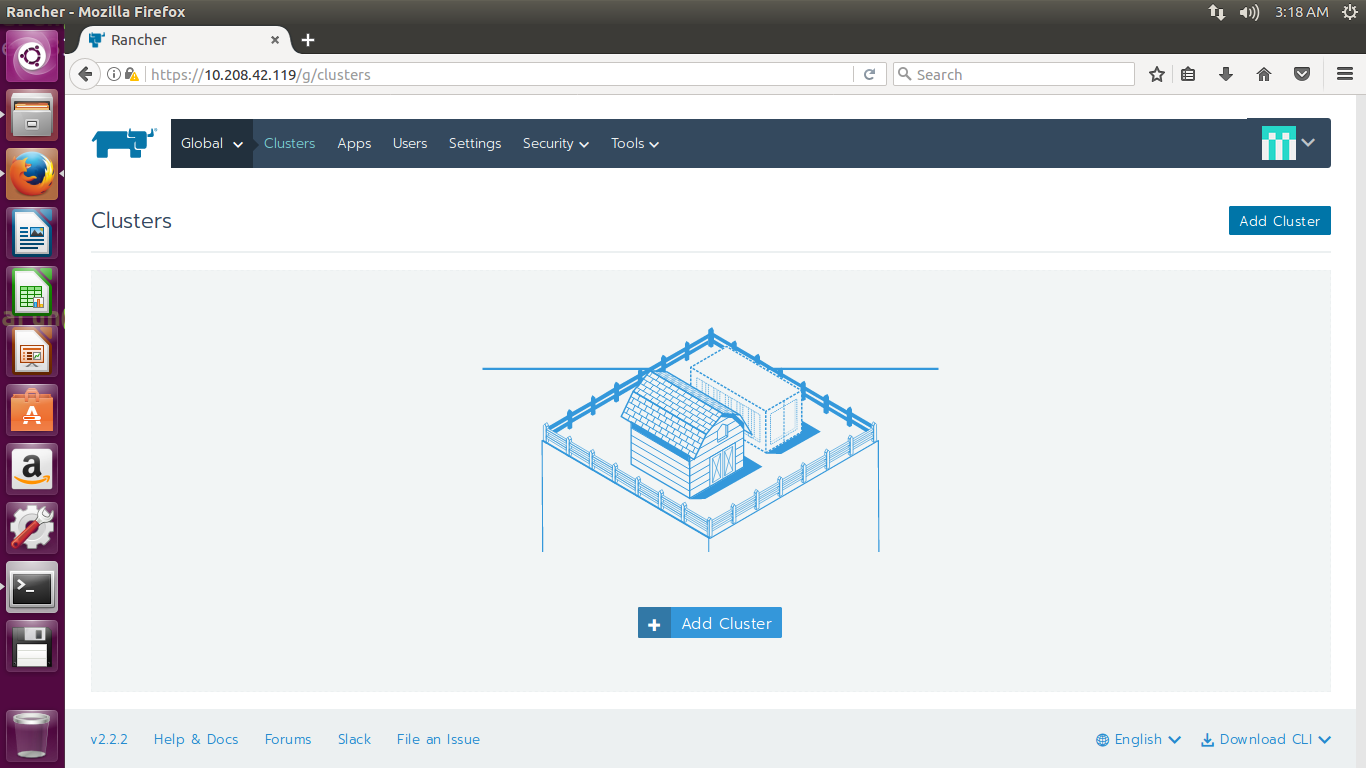 Rancher - Mozilla Firefox
3:18 AM
Rancher
https://10.208.42.119/g/clusters
Search
Global Clusters Apps Users Settings Security Tools
Clusters
Add Cluster
Add Cluster
v2.2.2 Help & Docs Forums Slack File an Issue English Download CLI